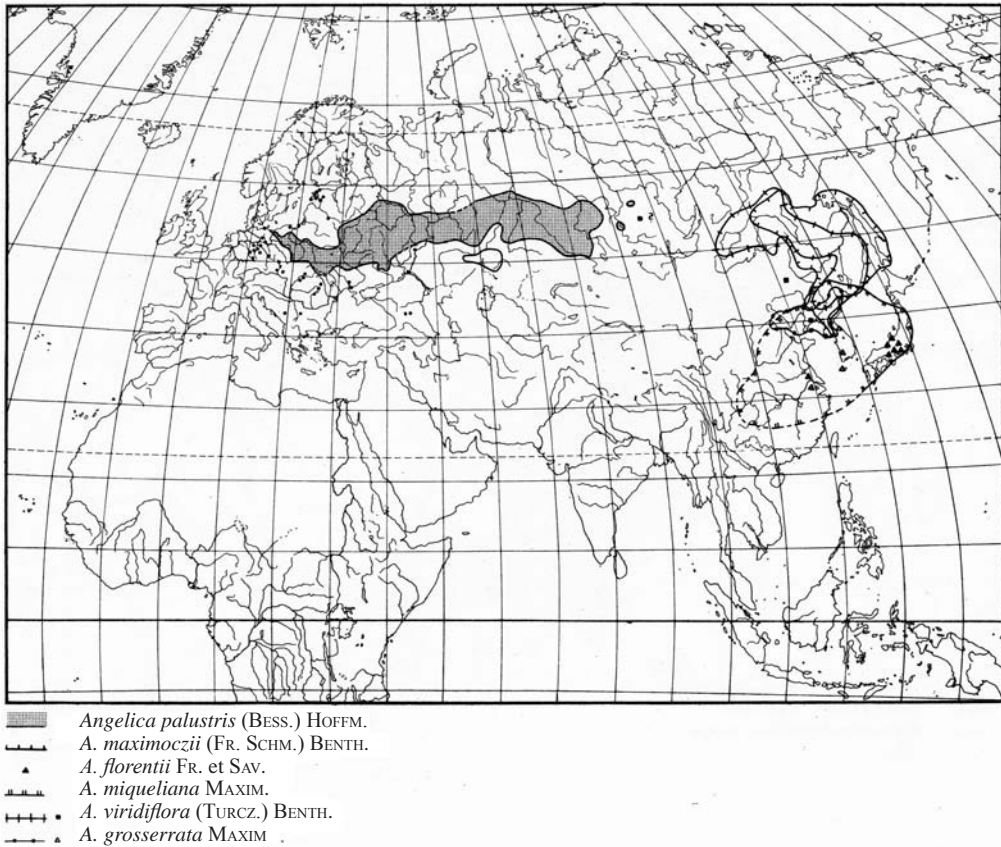 Angelica palustris (BESS.) HOFFM.
A. maximoczii (FR. SCHM.) BENTH.
A. florentii FR. et SAV.
A. miqueliana MAXIM.
A. viridiflora (TURCZ.) BENTH.
A. grosserrata MAXIM